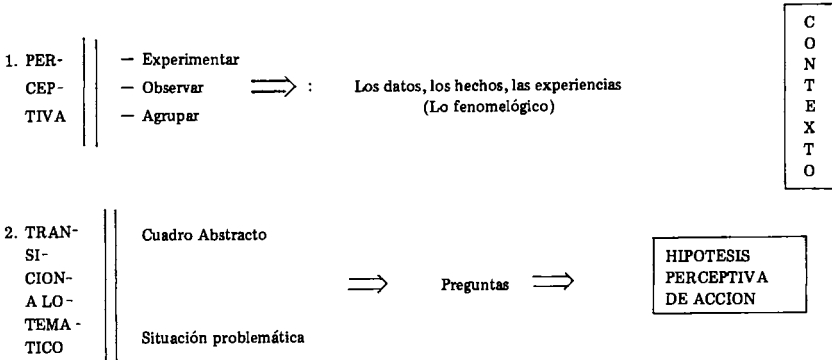 1. PER-
CEP-
TIVA
— Experimentar
— Observar
— Agrupar
:
Los datos, los hechos, las experiencias
(Lo fenomelógico)
C
O
N
T
E
X
T
O
2. TRAN-
SI-
CION-
A LO-
TEMA-
TICO
Cuadro Abstracto
Situación problemática
Preguntas
HIPOTESIS
PERCEPTIVA
DE ACCION